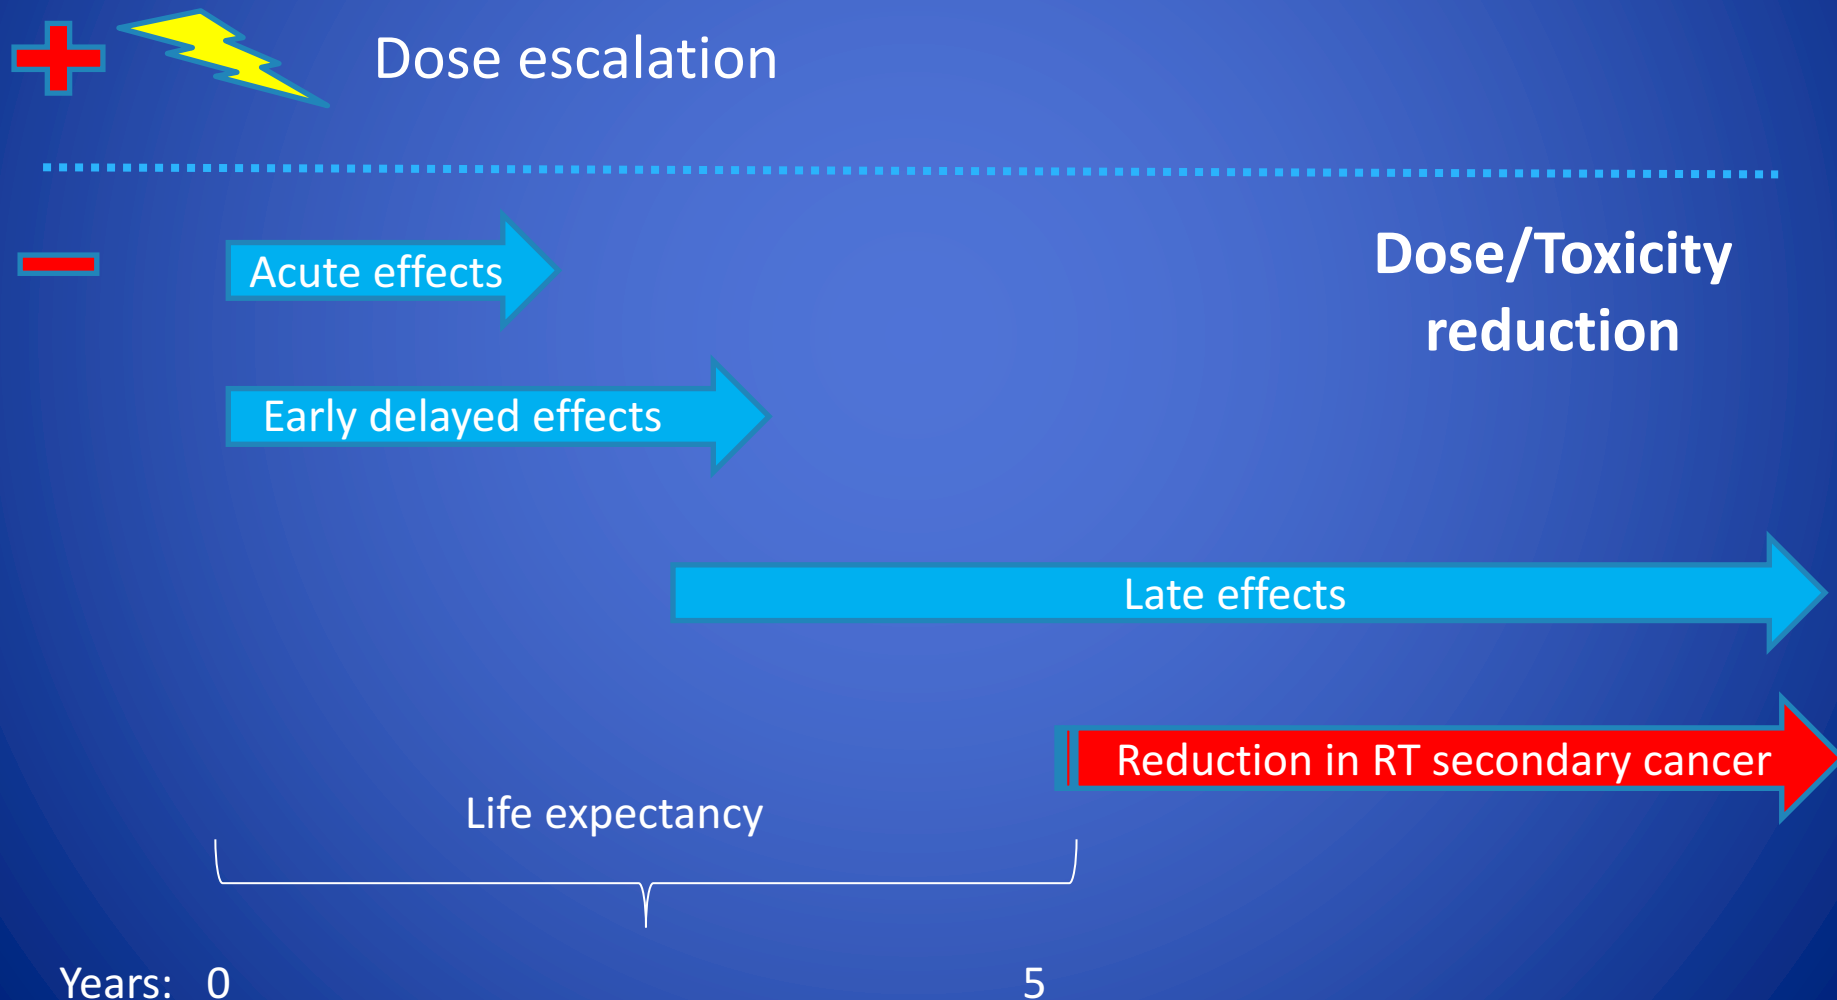 Dose escalation
Acute effects
Dose/Toxicity
reduction
Early delayed effects
Late effects
Reduction in RT secondary cancer
Life expectancy
Years: 0 5